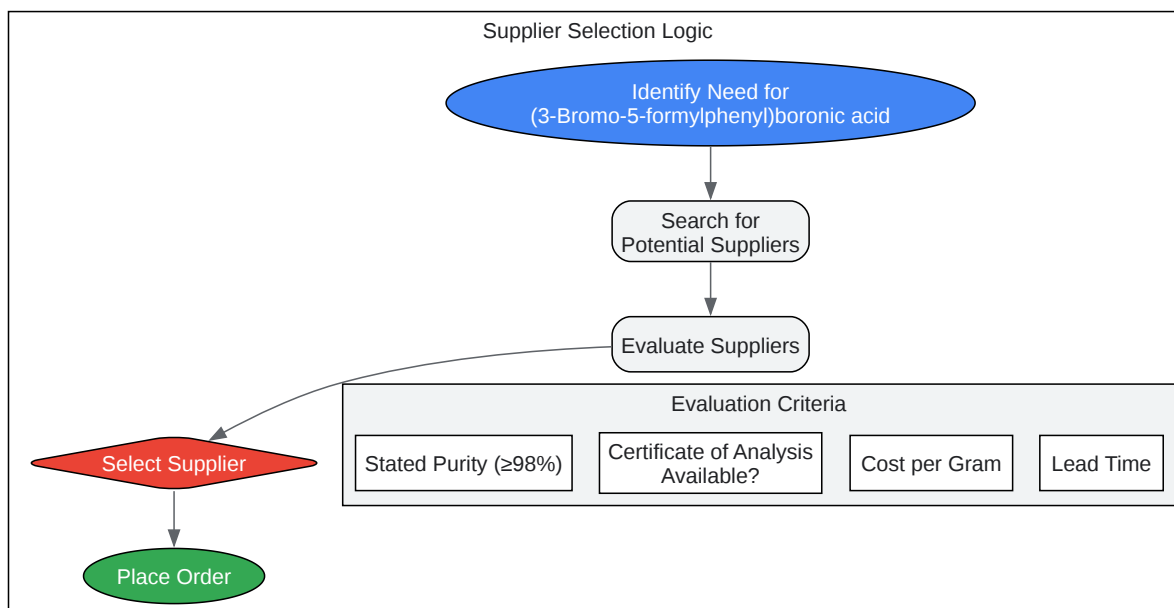 Supplier Selection Logic
Identify Need for
(3-Bromo-5-formylphenyl)boronic acid
Search for
Potential Suppliers
Evaluate Suppliers
Evaluation Criteria
Select Supplier
Stated Purity (≥98%)
Certificate of Analysis
Available?
Cost per Gram
Lead Time
Place Order